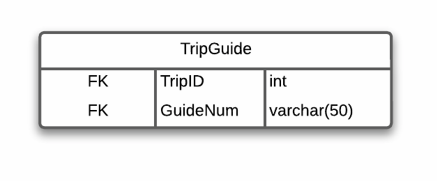 TripGuide
FK TripID int
FK GuideNum varchar(50)